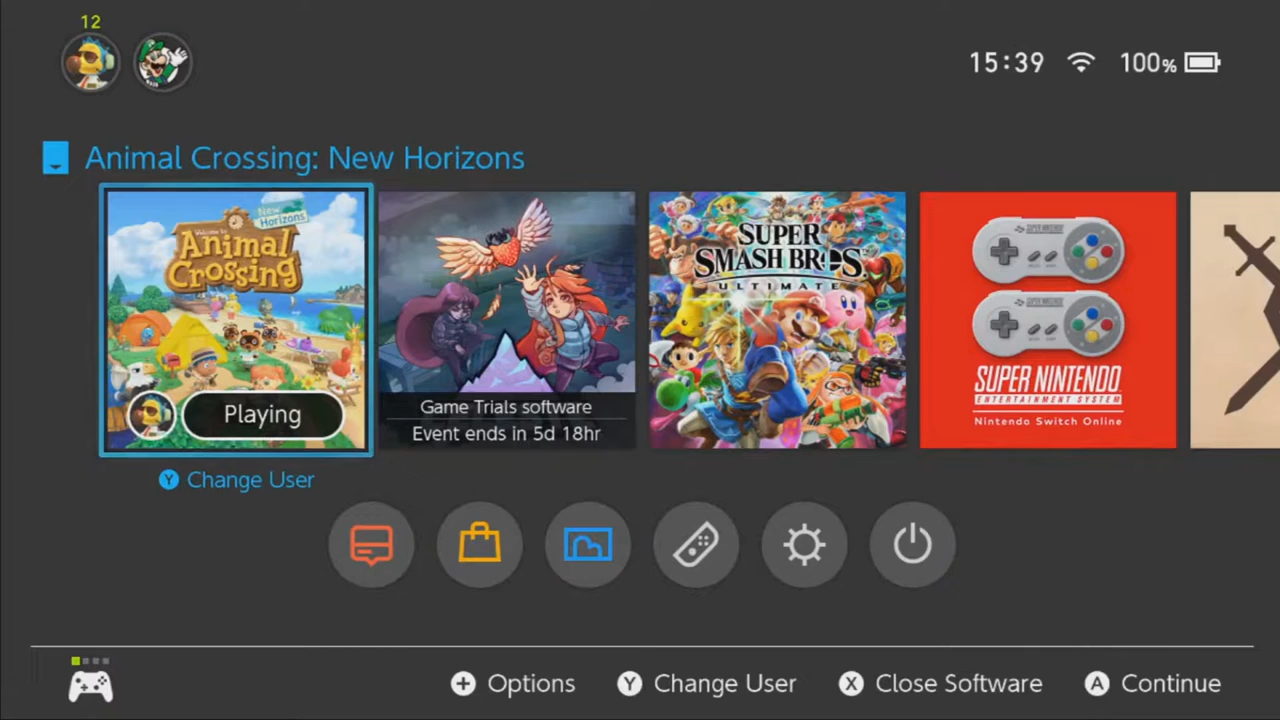 12
15:39
100%
Animal Crossing: New Horizons
Welcome to
New
Horizons
Animal
Crossing
Playing
Game Trials software
Event ends in 5d 18hr
SUPER
SMASH BROS.
ULTIMATE
SUPER NINTENDO
ENTERTAINMENT SYSTEM
Nintendo Switch Online
Y Change User
+ Options
Y Change User
X Close Software
A Continue